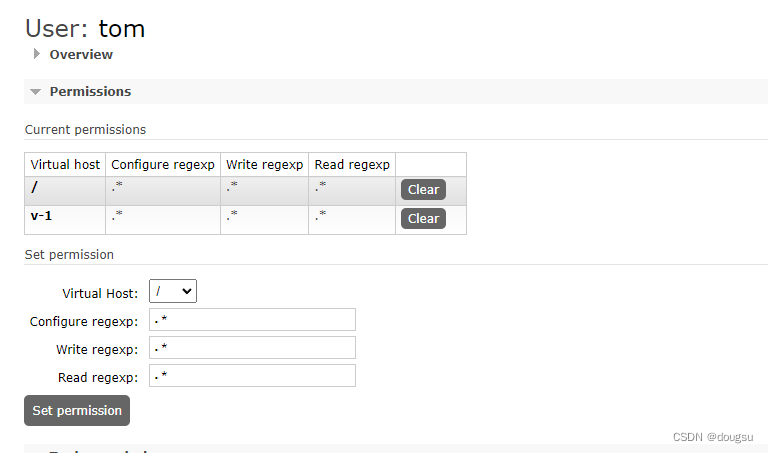 User: tom
Overview
Permissions
Current permissions
Virtual host Configure regexp Write regexp Read regexp
/ .* .* .* Clear
v-1 .* .* .* Clear
Set permission
Virtual Host: /
Configure regexp: .*
Write regexp: .*
Read regexp: .*
Set permission
CSDN @dougsu